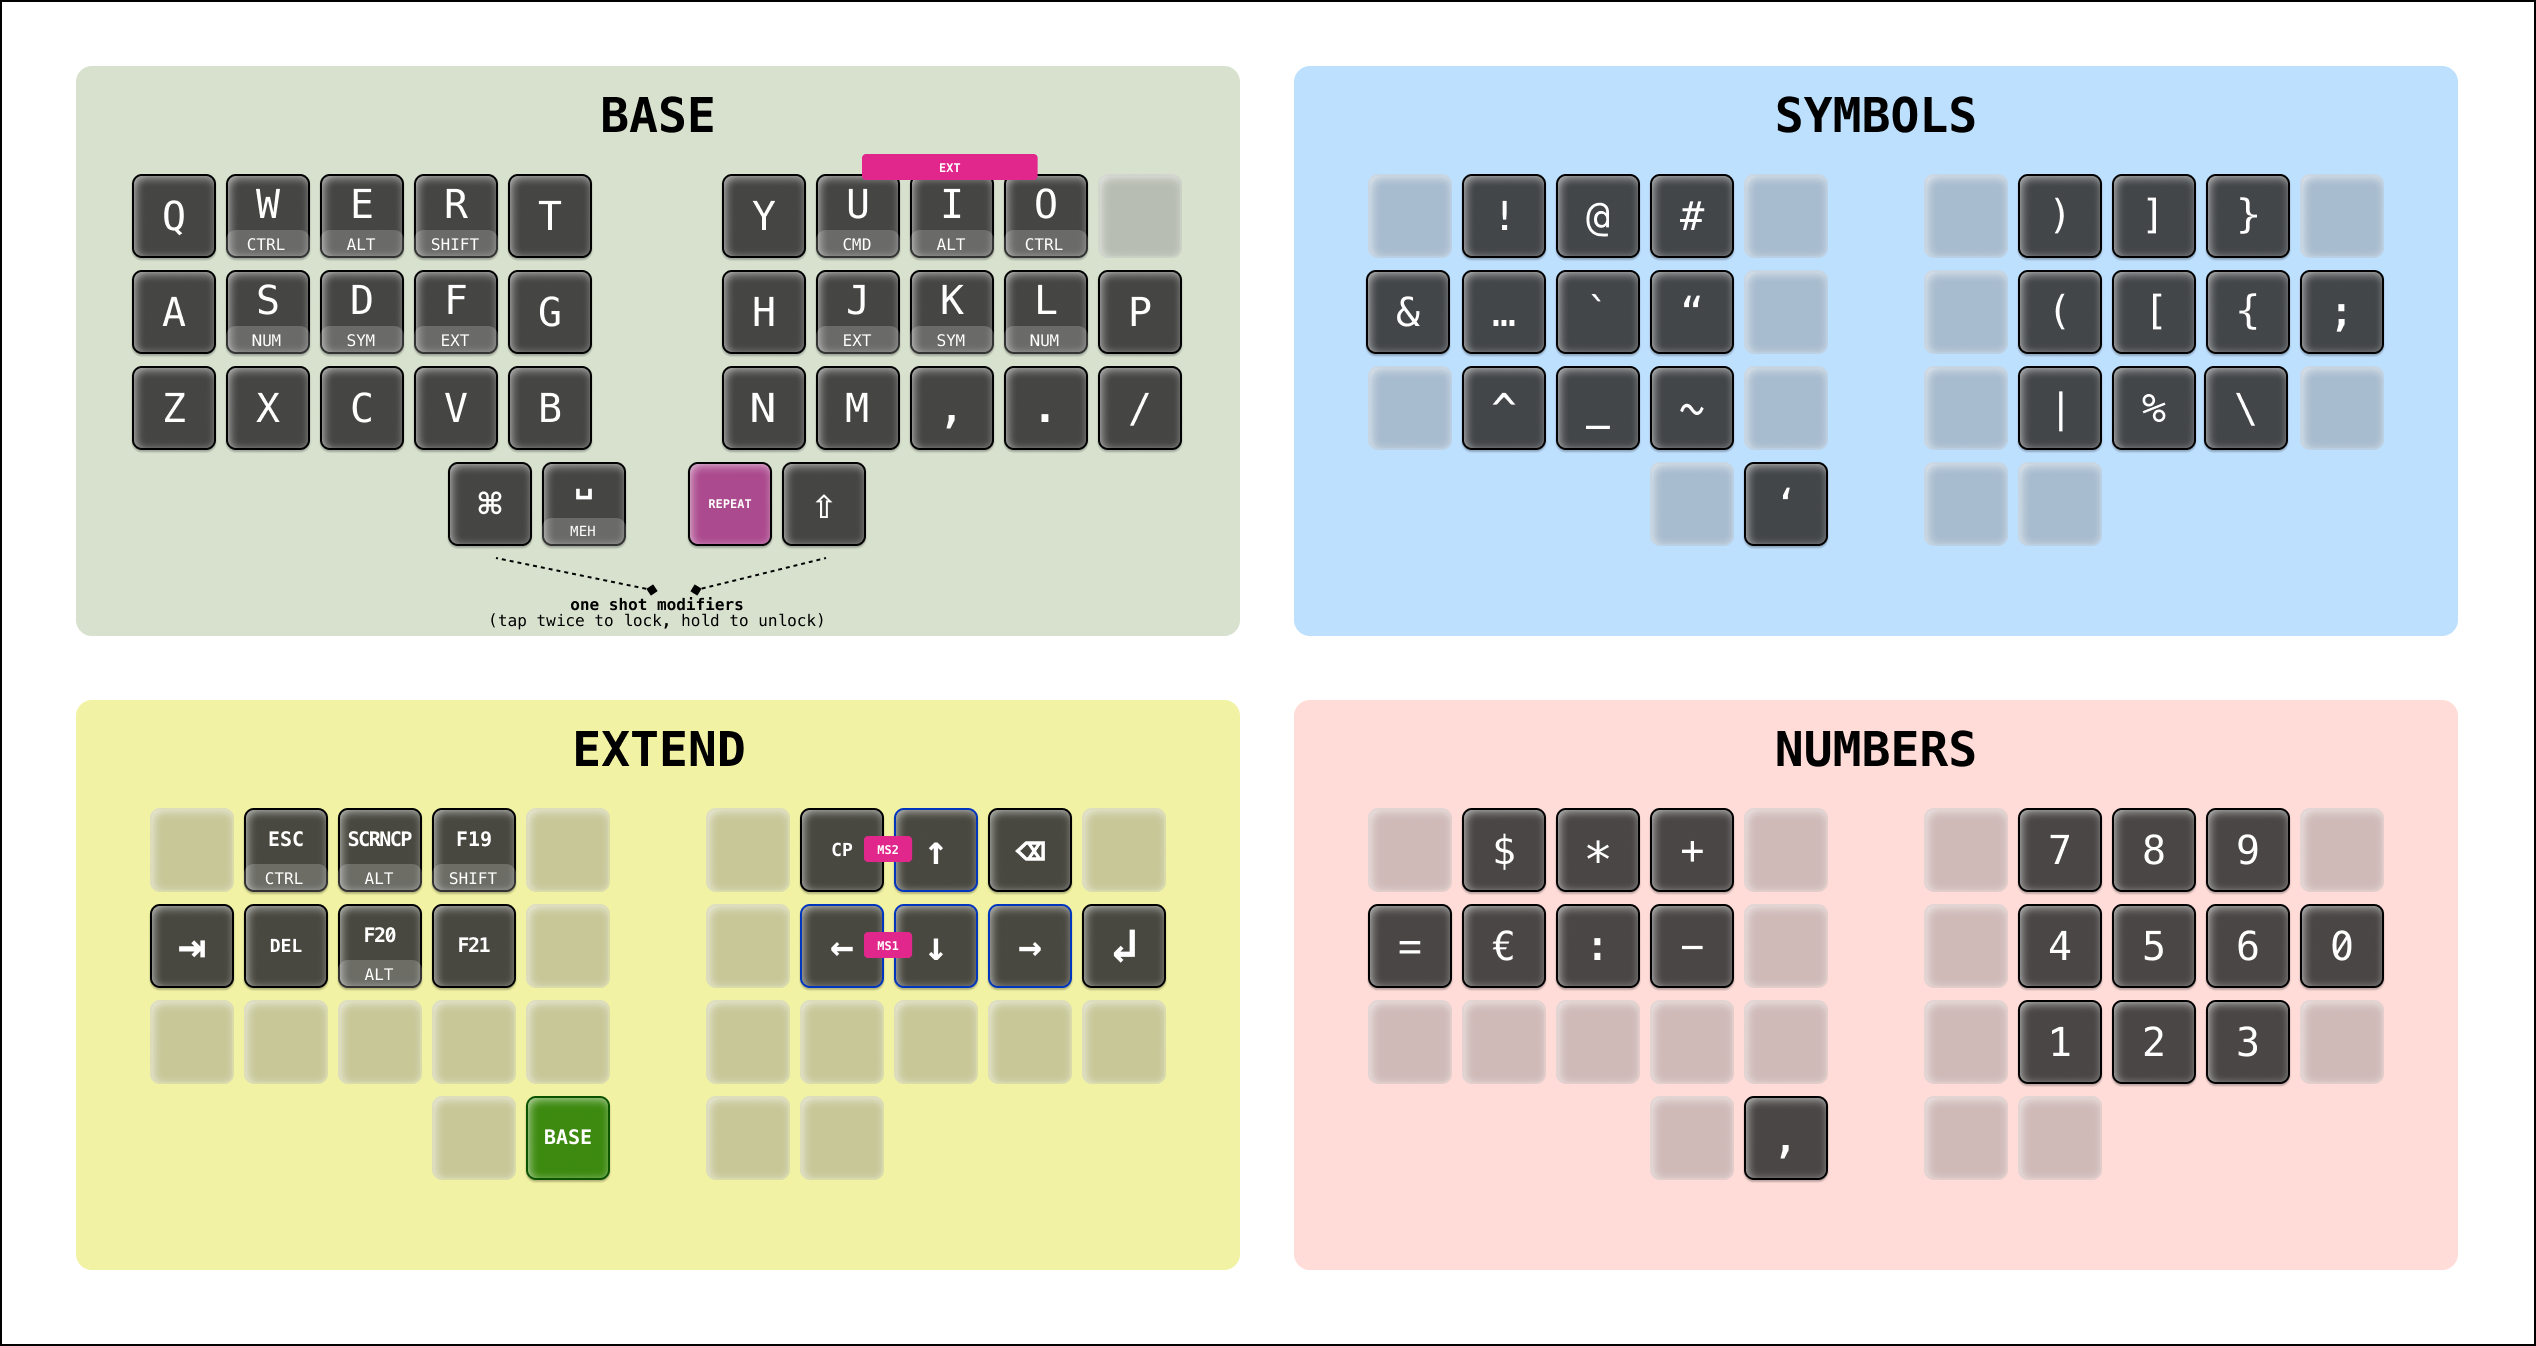 BASE
EXT
Q W E R T Y U I O
CTRL ALT SHIFT CMD ALT CTRL
A S D F G H J K L P
NUM SYM EXT EXT SYM NUM
Z X C V B N M , . /
⌘ ␣ REPEAT ⇧
MEH
one shot modifiers
(tap twice to lock, hold to unlock)
SYMBOLS
! @ # ) ] }
& … ` “ ( [ { ;
^ _ ~ | % \
‘
EXTEND
ESC SCRNCP F19 CP MS2 ↑ ⌫
CTRL ALT SHIFT
⇥ DEL F20 F21 ← MS1 ↓ → ↲
ALT
BASE
NUMBERS
$ * + 7 8 9
= € : − 4 5 6 0
1 2 3
,